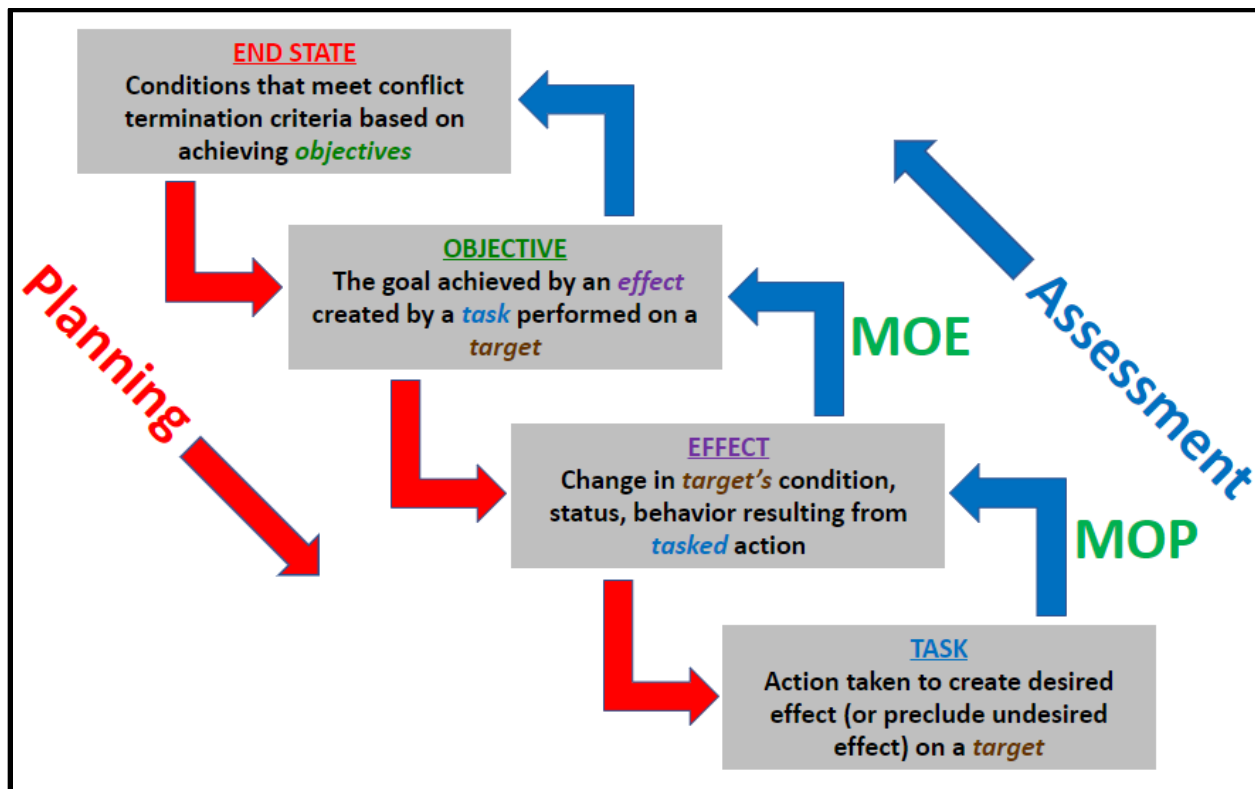 END STATE
Conditions that meet conflict
termination criteria based on
achieving objectives
OBJECTIVE
The goal achieved by an effect
created by a task performed on a
target
Planning
MOE
Assessment
EFFECT
Change in target's condition,
status, behavior resulting from
tasked action
MOP
TASK
Action taken to create desired
effect (or preclude undesired
effect) on a target